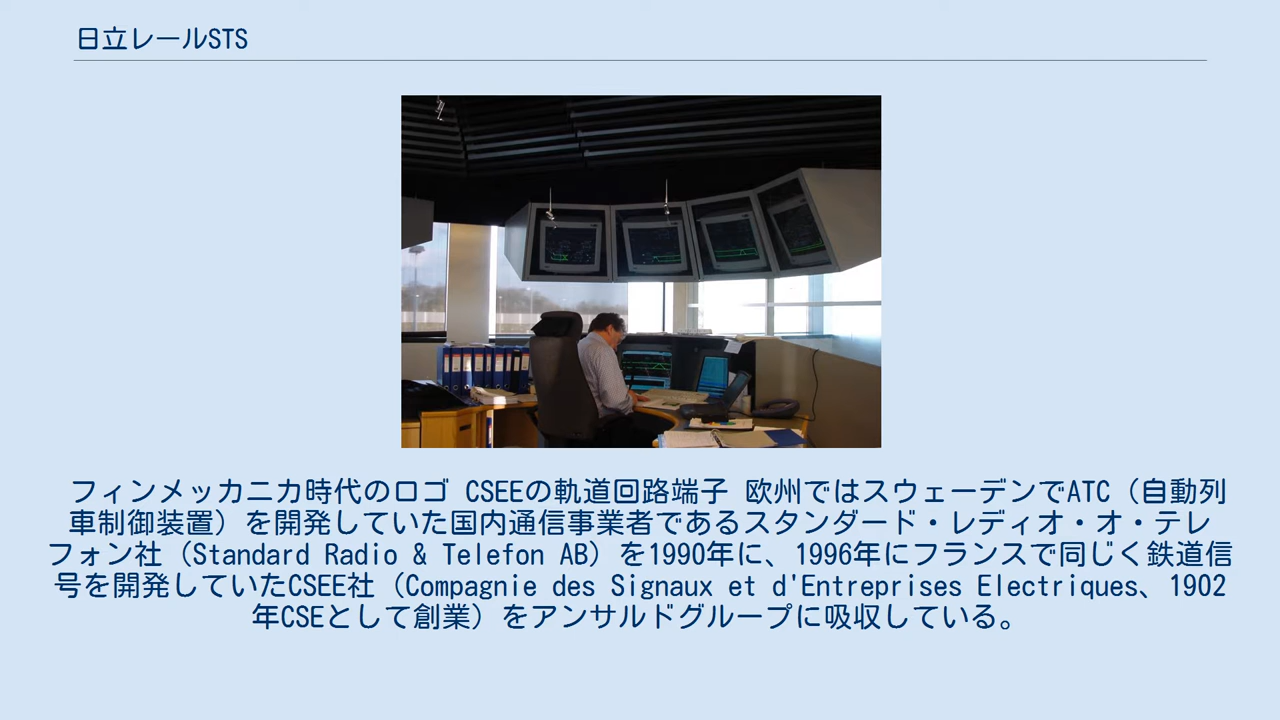 日立レールSTS
フィンメッカニカ時代のロゴ CSEEの軌道回路端子 欧州ではスウェーデンでATC（自動列
車制御装置）を開発していた国内通信事業者であるスタンダード・レディオ・オ・テレ
フォン社（Standard Radio & Telefon AB）を1990年に、1996年にフランスで同じく鉄道信
号を開発していたCSEE社（Compagnie des Signaux et d'Entreprises Electriques、1902
年CSEとして創業）をアンサルドグループに吸収している。